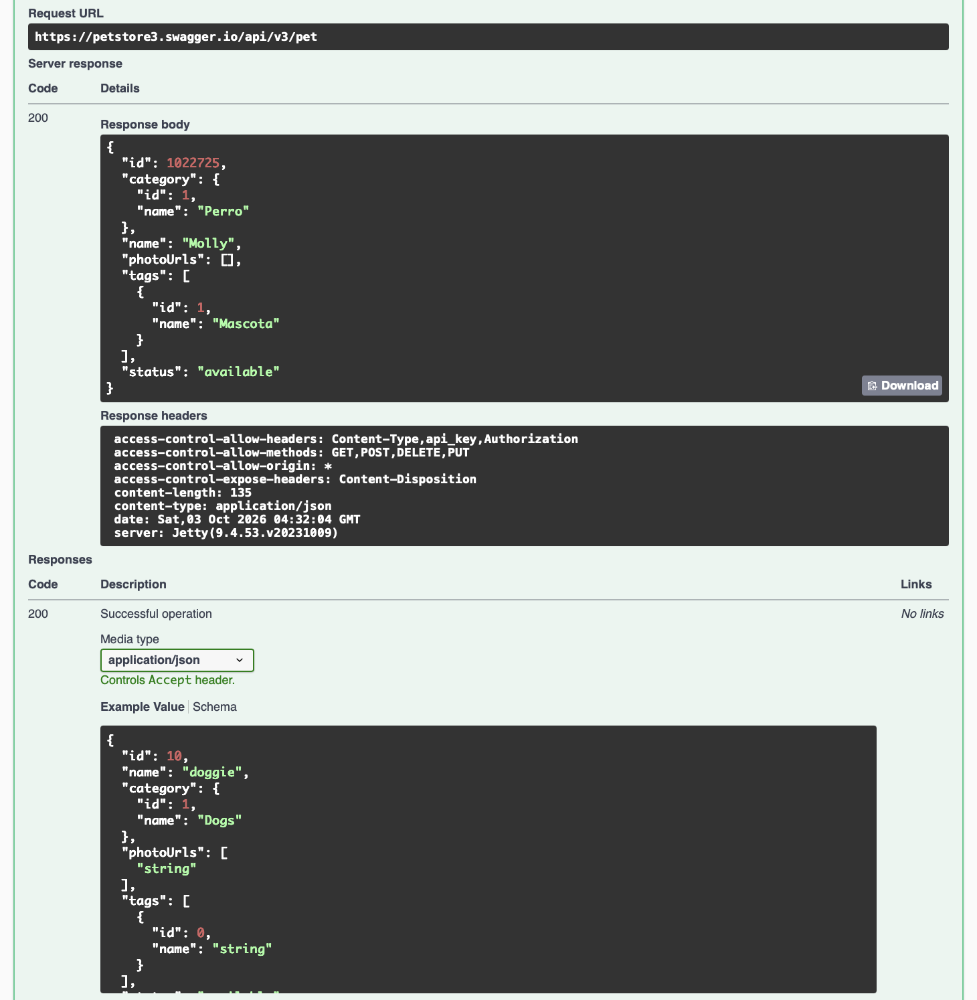 Request URL
https://petstore3.swagger.io/api/v3/pet
Server response
Code Details
200
Response body
{
  "id": 1022725,
  "category": {
    "id": 1,
    "name": "Perro"
  },
  "name": "Molly",
  "photoUrls": [],
  "tags": [
    {
      "id": 1,
      "name": "Mascota"
    }
  ],
  "status": "available"
}
Download
Response headers
access-control-allow-headers: Content-Type,api_key,Authorization
access-control-allow-methods: GET,POST,DELETE,PUT
access-control-allow-origin: *
access-control-expose-headers: Content-Disposition
content-length: 135
content-type: application/json
date: Sat,03 Oct 2026 04:32:04 GMT
server: Jetty(9.4.53.v20231009)
Responses
Code Description Links
200 Successful operation No links
Media type
application/json
Controls Accept header.
Example Value Schema
{
  "id": 10,
  "name": "doggie",
  "category": {
    "id": 1,
    "name": "Dogs"
  },
  "photoUrls": [
    "string"
  ],
  "tags": [
    {
      "id": 0,
      "name": "string"
    }
  ],